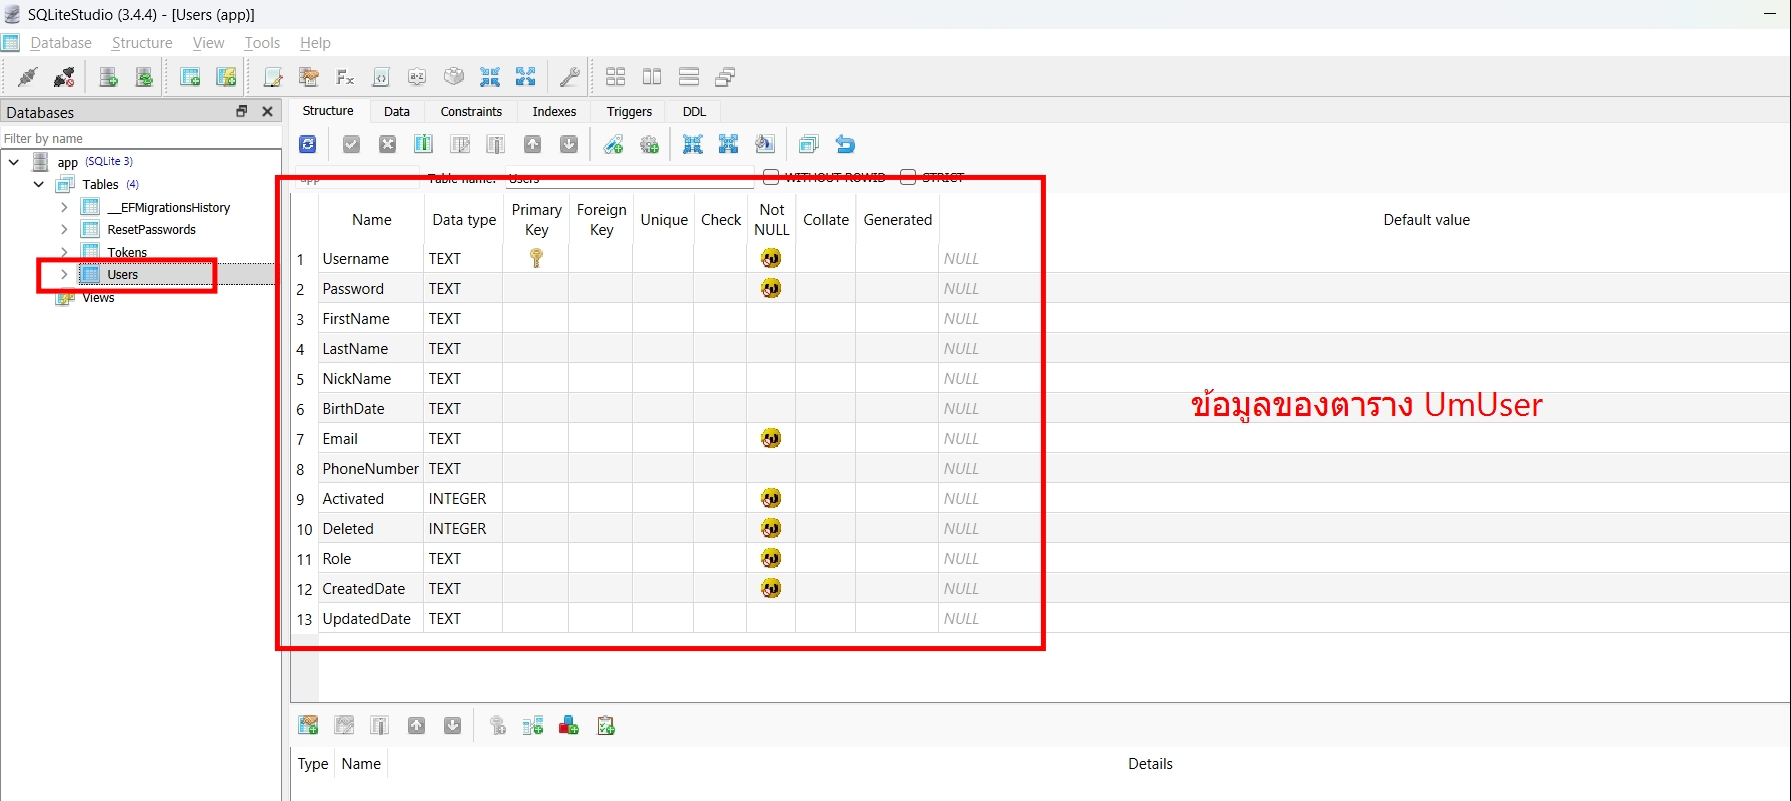 SQLiteStudio (3.4.4) - [Users (app)]
Database Structure View Tools Help
Databases
Filter by name
app (SQLite 3)
Tables (4)
__EFMigrationsHistory
ResetPasswords
Tokens
Users
Views
Structure Data Constraints Indexes Triggers DDL
app Table name: Users WITHOUT ROWID STRICT
Name Data type Primary Key Foreign Key Unique Check Not NULL Collate Generated Default value
1 Username TEXT NULL
2 Password TEXT NULL
3 FirstName TEXT NULL
4 LastName TEXT NULL
5 NickName TEXT NULL
6 BirthDate TEXT NULL
7 Email TEXT NULL
8 PhoneNumber TEXT NULL
9 Activated INTEGER NULL
10 Deleted INTEGER NULL
11 Role TEXT NULL
12 CreatedDate TEXT NULL
13 UpdatedDate TEXT NULL
ข้อมูลของตาราง UmUser
Type Name Details